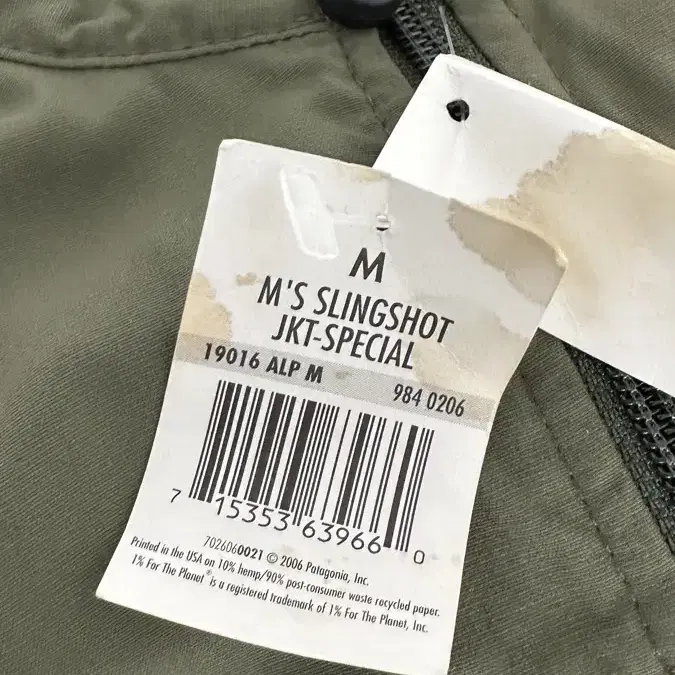 M
M'S SLINGSHOT
JKT-SPECIAL
19016 ALP M 984 0206
7 15353 63966 0
7026060021 © 2006 Patagonia, Inc.
Printed in the USA on 10% hemp/90% post-consumer waste recycled paper.
1% For The Planet® is a registered trademark of 1% For The Planet, Inc.